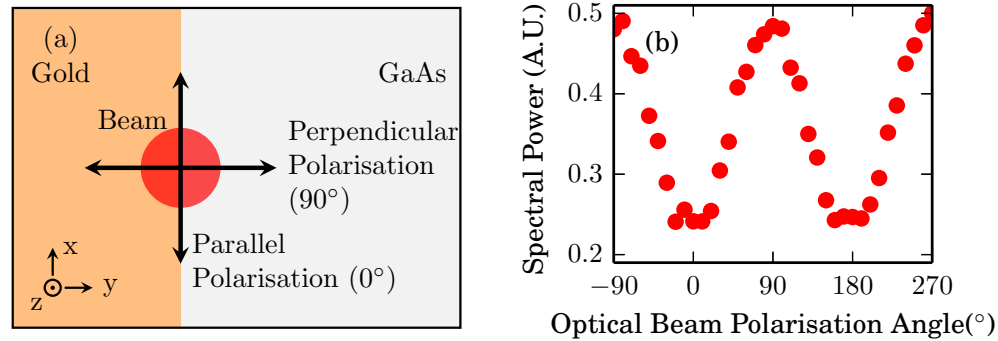 (a)
Gold
GaAs
Beam
Perpendicular
Polarisation
(90°)
Parallel
Polarisation (0°)
x
z
y
(b)
Spectral Power (A.U.)
0.5
0.4
0.3
0.2
−90
0
90
180
270
Optical Beam Polarisation Angle(°)